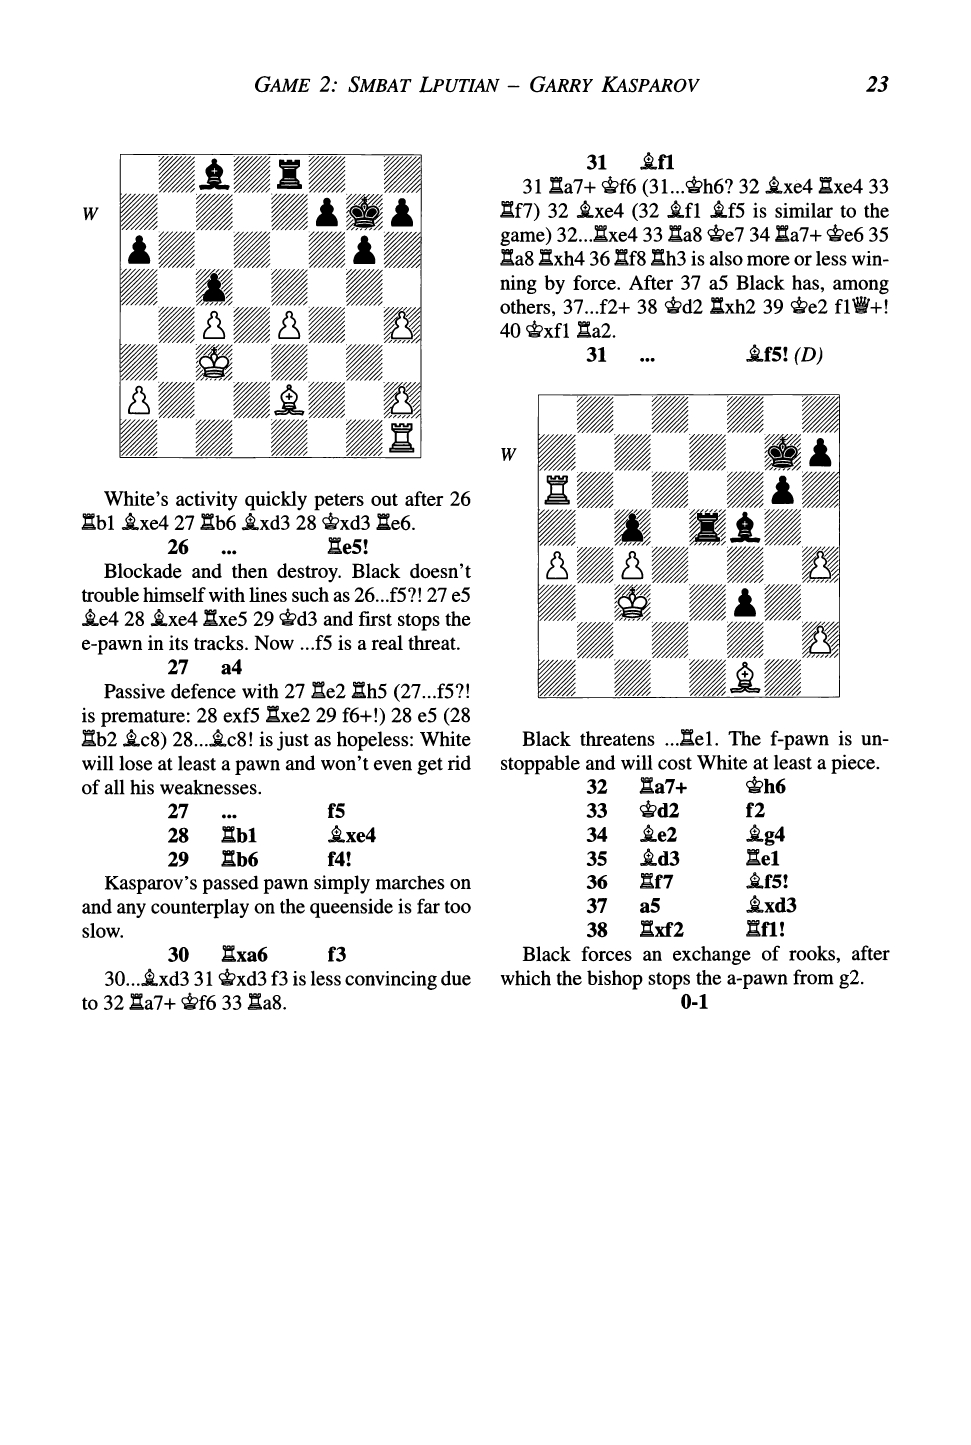 GAME 2: SMBAT LPUTIAN – GARRY KASPAROV 23
W
White's activity quickly peters out after 26
♖b1 ♗xe4 27 ♖b6 ♗xd3 28 ♔xd3 ♖e6.
26 ... ♖e5!
Blockade and then destroy. Black doesn't
trouble himself with lines such as 26...f5?! 27 e5
♗e4 28 ♗xe4 ♖xe5 29 ♔d3 and first stops the
e-pawn in its tracks. Now ...f5 is a real threat.
27 a4
Passive defence with 27 ♖e2 ♖h5 (27...f5?!
is premature: 28 exf5 ♖xe2 29 f6+!) 28 e5 (28
♖b2 ♗c8) 28...♗c8! is just as hopeless: White
will lose at least a pawn and won't even get rid
of all his weaknesses.
27 ... f5
28 ♖b1 ♗xe4
29 ♖b6 f4!
Kasparov's passed pawn simply marches on
and any counterplay on the queenside is far too
slow.
30 ♖xa6 f3
30...♗xd3 31 ♔xd3 f3 is less convincing due
to 32 ♖a7+ ♔f6 33 ♖a8.
31 ♗f1
31 ♖a7+ ♔f6 (31...♔h6? 32 ♗xe4 ♖xe4 33
♖f7) 32 ♗xe4 (32 ♗f1 ♗f5 is similar to the
game) 32...♖xe4 33 ♖a8 ♔e7 34 ♖a7+ ♔e6 35
♖a8 ♖xh4 36 ♖f8 ♖h3 is also more or less win-
ning by force. After 37 a5 Black has, among
others, 37...f2+ 38 ♔d2 ♖xh2 39 ♔e2 f1♕+!
40 ♔xf1 ♖a2.
31 ... ♗f5! (D)
W
Black threatens ...♖e1. The f-pawn is un-
stoppable and will cost White at least a piece.
32 ♖a7+ ♔h6
33 ♔d2 f2
34 ♗e2 ♗g4
35 ♗d3 ♖e1
36 ♖f7 ♗f5!
37 a5 ♗xd3
38 ♖xf2 ♖f1!
Black forces an exchange of rooks, after
which the bishop stops the a-pawn from g2.
0-1